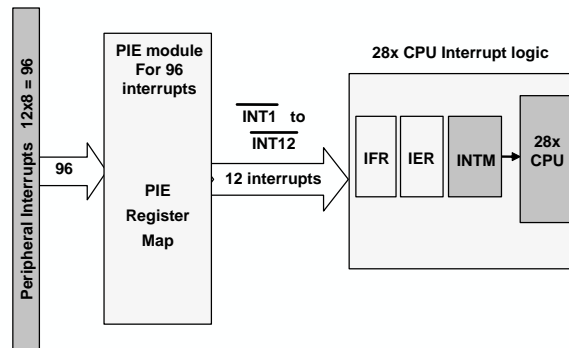 Peripheral Interrupts 12x8 = 96
96
PIE module
For 96
interrupts
PIE
Register
Map
INT1 to
INT12
12 interrupts
28x CPU Interrupt logic
IFR
IER
INTM
28x
CPU